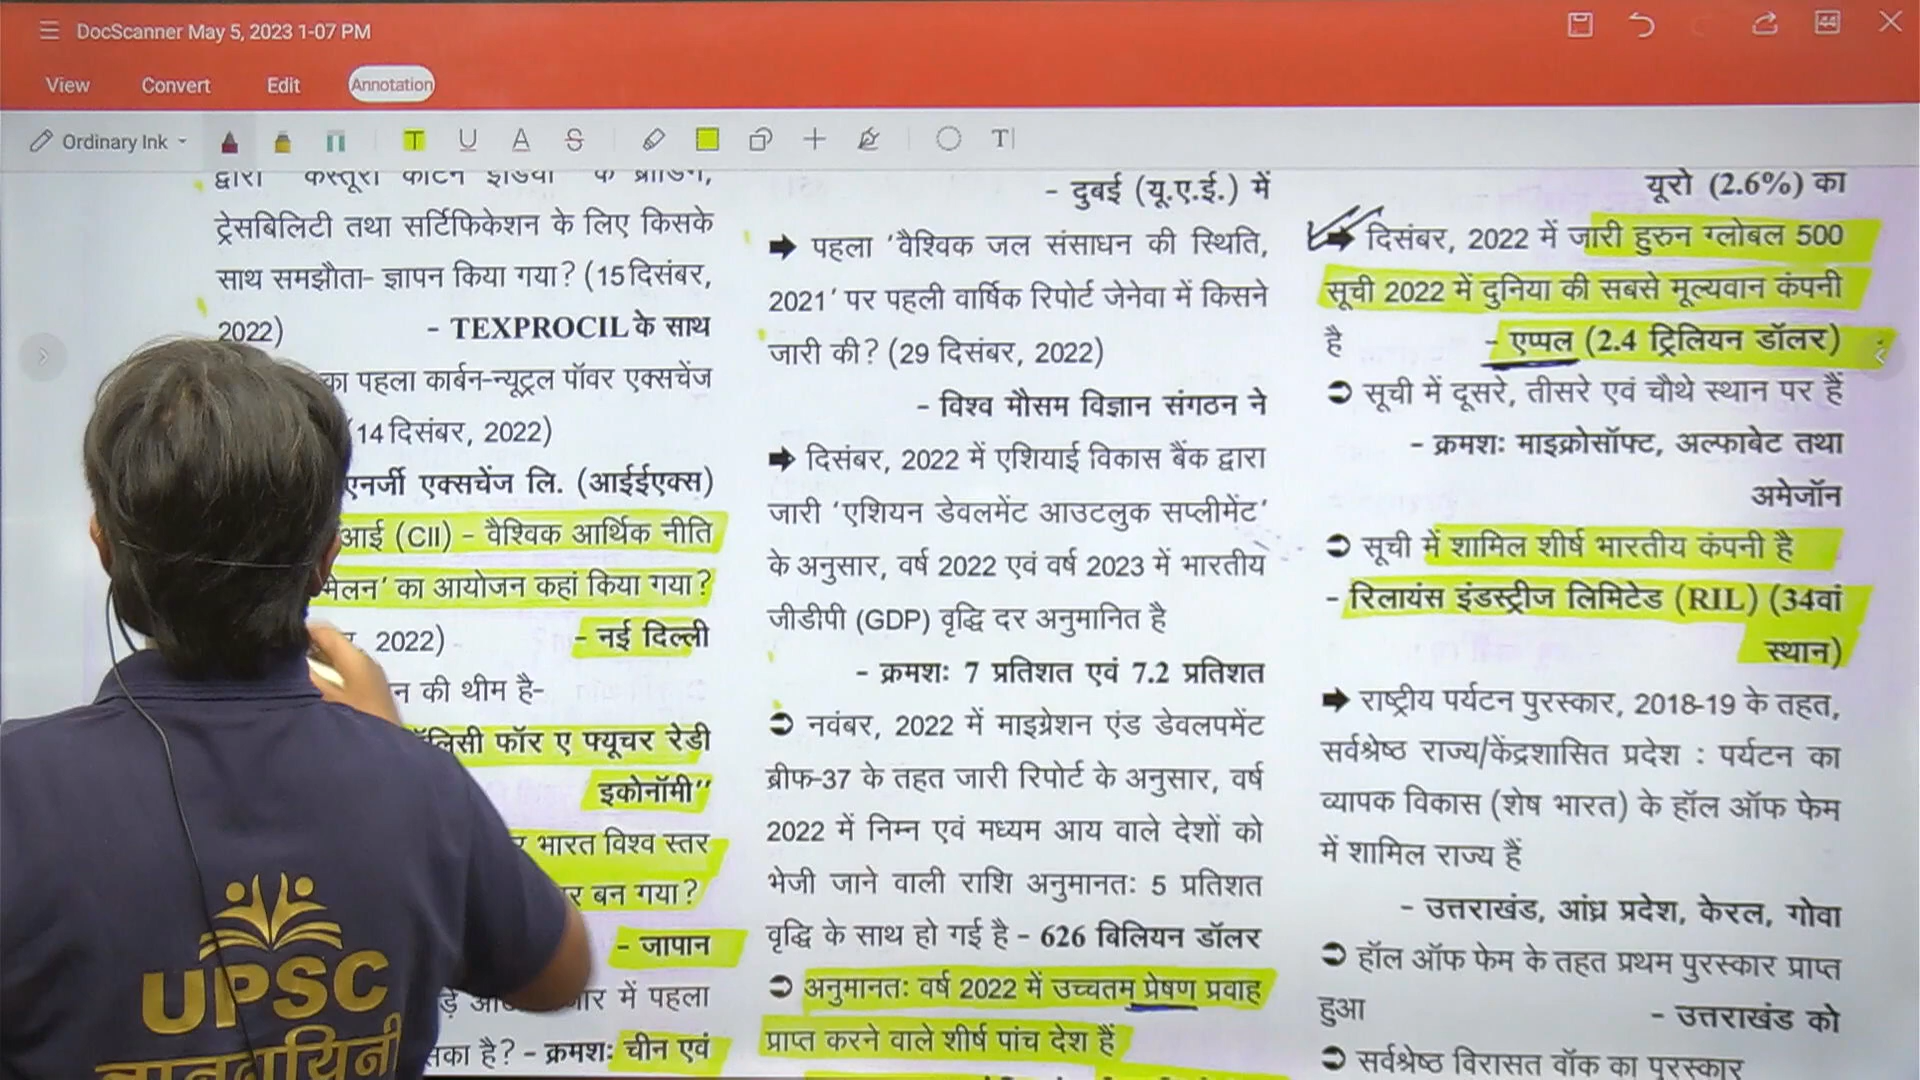 DocScanner May 5, 2023 1-07 PM
View Convert Edit Annotation
Ordinary Ink
द्वारा कस्तूरी कॉटन इंडिया के ब्रांडिंग,
ट्रेसबिलिटी तथा सर्टिफिकेशन के लिए किसके
साथ समझौता- ज्ञापन किया गया? (15 दिसंबर,
2022) - TEXPROCIL के साथ
का पहला कार्बन-न्यूट्रल पॉवर एक्सचेंज
(14 दिसंबर, 2022)
एनर्जी एक्सचेंज लि. (आईईएक्स)
आई (CII) – वैश्विक आर्थिक नीति
मेलन' का आयोजन कहां किया गया?
2022) - नई दिल्ली
न की थीम है-
लिसी फॉर ए फ्यूचर रेडी
इकोनॉमी''
र भारत विश्व स्तर
र बन गया?
- जापान
में पहला
सका है? - क्रमशः चीन एवं
- दुबई (यू.ए.ई.) में
➡ पहला 'वैश्विक जल संसाधन की स्थिति,
2021' पर पहली वार्षिक रिपोर्ट जेनेवा में किसने
जारी की? (29 दिसंबर, 2022)
- विश्व मौसम विज्ञान संगठन ने
➡ दिसंबर, 2022 में एशियाई विकास बैंक द्वारा
जारी 'एशियन डेवलमेंट आउटलुक सप्लीमेंट'
के अनुसार, वर्ष 2022 एवं वर्ष 2023 में भारतीय
जीडीपी (GDP) वृद्धि दर अनुमानित है
- क्रमशः 7 प्रतिशत एवं 7.2 प्रतिशत
नवंबर, 2022 में माइग्रेशन एंड डेवलपमेंट
ब्रीफ-37 के तहत जारी रिपोर्ट के अनुसार, वर्ष
2022 में निम्न एवं मध्यम आय वाले देशों को
भेजी जाने वाली राशि अनुमानतः 5 प्रतिशत
वृद्धि के साथ हो गई है - 626 बिलियन डॉलर
अनुमानतः वर्ष 2022 में उच्चतम प्रेषण प्रवाह
प्राप्त करने वाले शीर्ष पांच देश हैं
यूरो (2.6%) का
➡ दिसंबर, 2022 में जारी हुरुन ग्लोबल 500
सूची 2022 में दुनिया की सबसे मूल्यवान कंपनी
है - एप्पल (2.4 ट्रिलियन डॉलर)
सूची में दूसरे, तीसरे एवं चौथे स्थान पर हैं
- क्रमशः माइक्रोसॉफ्ट, अल्फाबेट तथा
अमेजॉन
सूची में शामिल शीर्ष भारतीय कंपनी है
- रिलायंस इंडस्ट्रीज लिमिटेड (RIL) (34वां
स्थान)
➡ राष्ट्रीय पर्यटन पुरस्कार, 2018-19 के तहत,
सर्वश्रेष्ठ राज्य/केंद्रशासित प्रदेश : पर्यटन का
व्यापक विकास (शेष भारत) के हॉल ऑफ फेम
में शामिल राज्य हैं
- उत्तराखंड, आंध्र प्रदेश, केरल, गोवा
हॉल ऑफ फेम के तहत प्रथम पुरस्कार प्राप्त
हुआ - उत्तराखंड को
सर्वश्रेष्ठ विरासत वॉक का पुरस्कार
UPSC
ज्ञानदायिनी